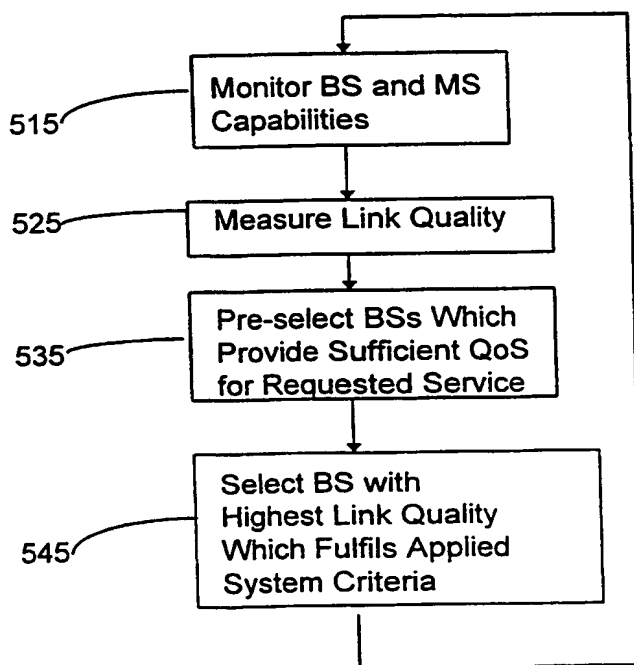 515
Monitor BS and MS
Capabilities
525
Measure Link Quality
535
Pre-select BSs Which
Provide Sufficient QoS
for Requested Service
545
Select BS with
Highest Link Quality
Which Fulfils Applied
System Criteria